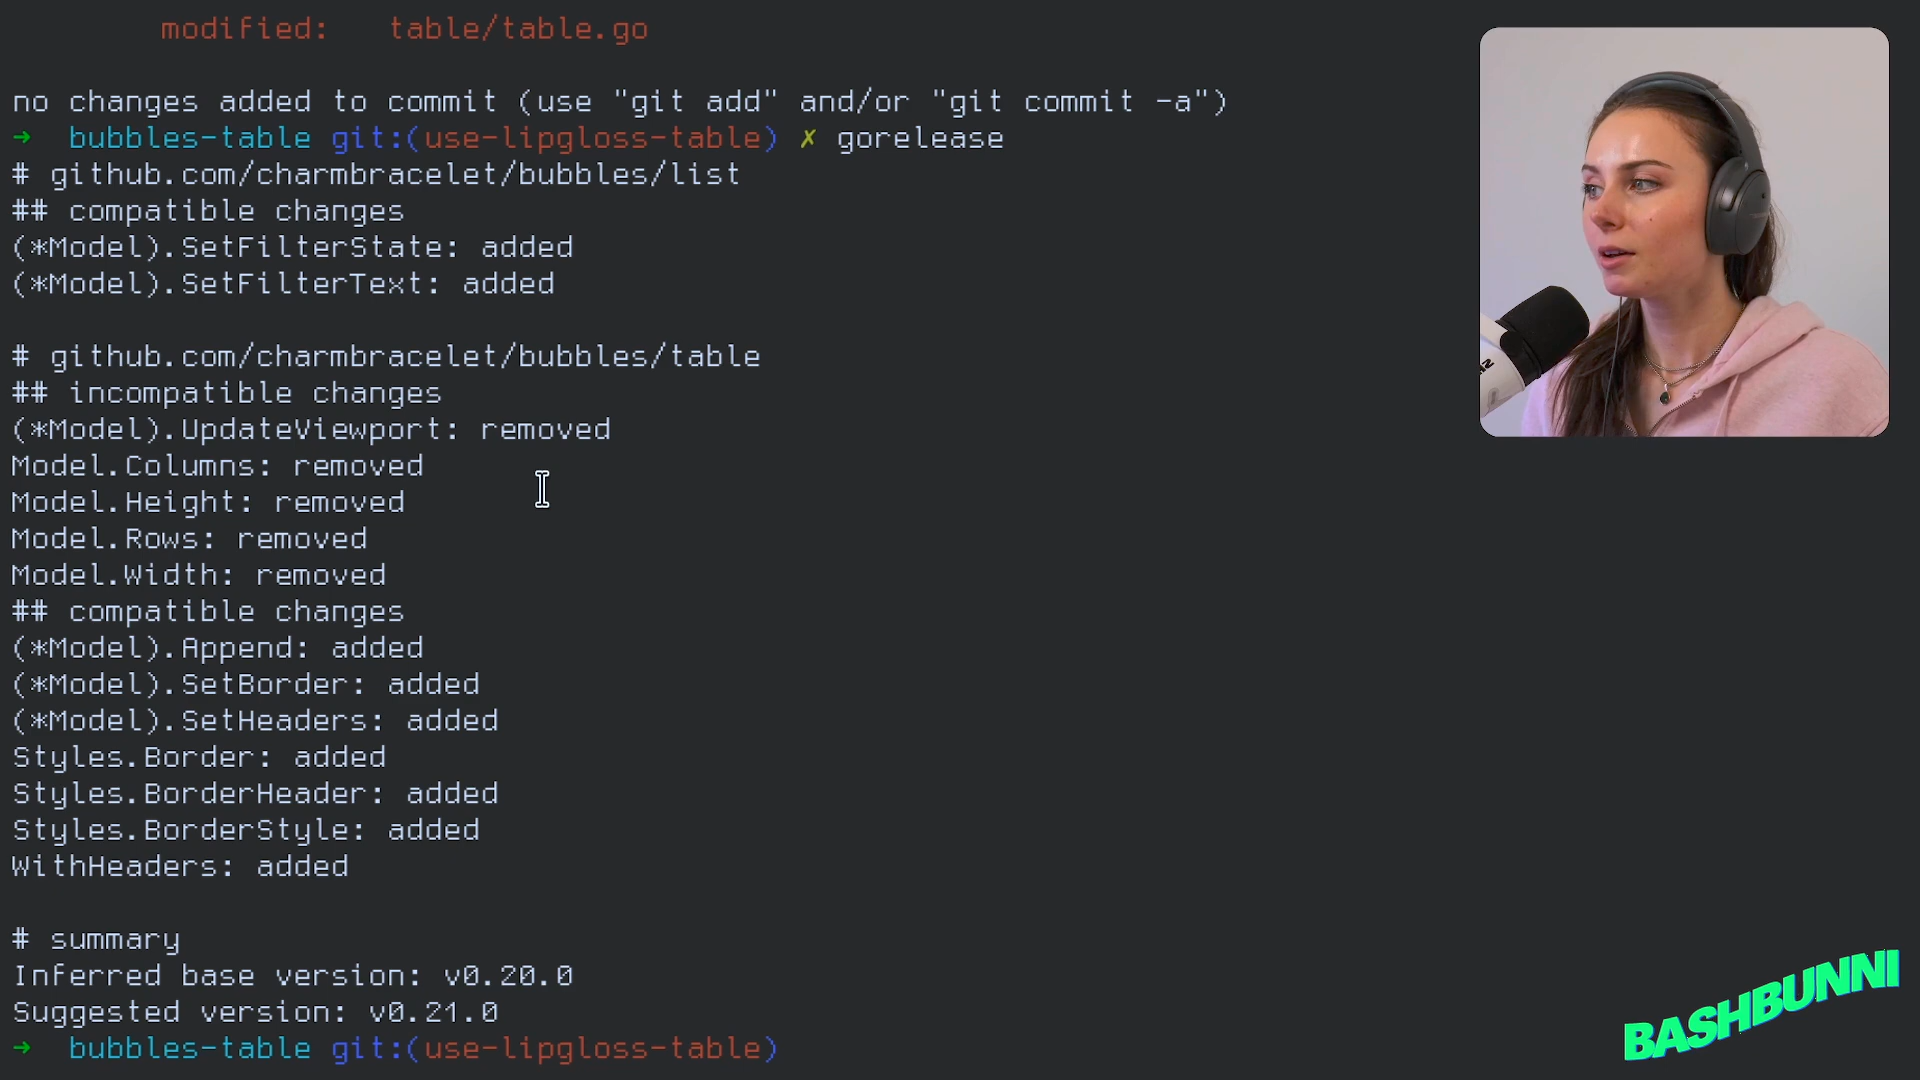 modified:   table/table.go
no changes added to commit (use "git add" and/or "git commit -a")
➜  bubbles-table git:(use-lipgloss-table) ✗ gorelease
# github.com/charmbracelet/bubbles/list
## compatible changes
(*Model).SetFilterState: added
(*Model).SetFilterText: added
# github.com/charmbracelet/bubbles/table
## incompatible changes
(*Model).UpdateViewport: removed
Model.Columns: removed
Model.Height: removed
Model.Rows: removed
Model.Width: removed
## compatible changes
(*Model).Append: added
(*Model).SetBorder: added
(*Model).SetHeaders: added
Styles.Border: added
Styles.BorderHeader: added
Styles.BorderStyle: added
WithHeaders: added
# summary
Inferred base version: v0.20.0
Suggested version: v0.21.0
➜  bubbles-table git:(use-lipgloss-table)
BASHBUNNI